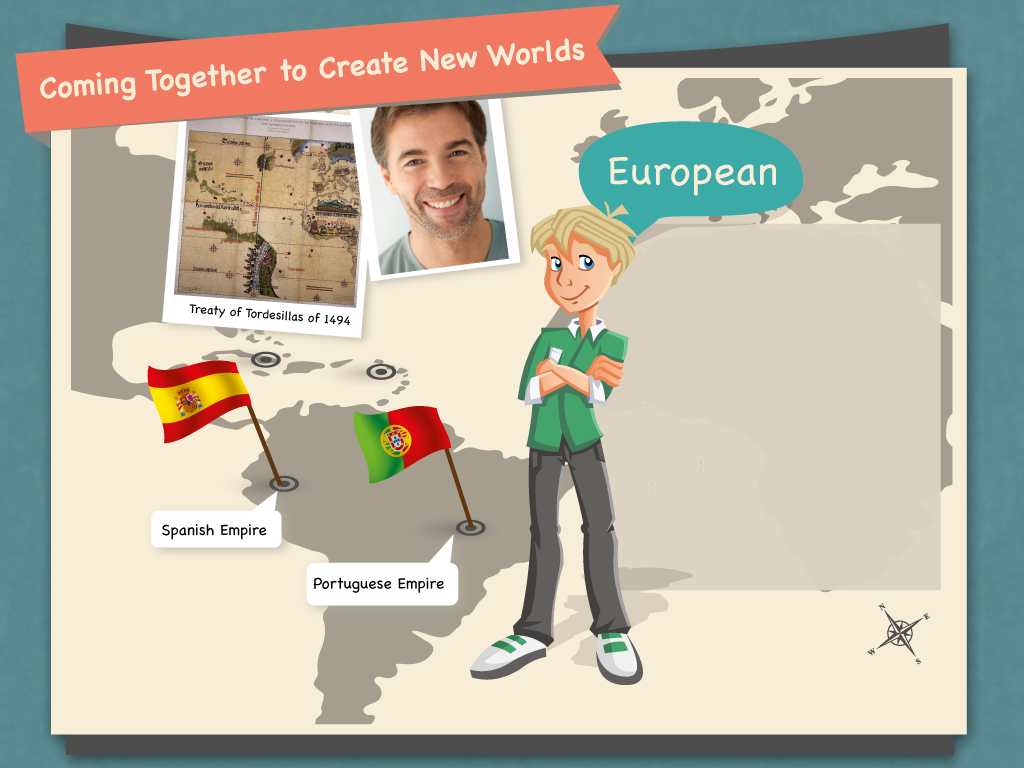 Coming Together to Create New Worlds
European
Treaty of Tordesillas of 1494
Spanish Empire
Portuguese Empire
N
E
W
S